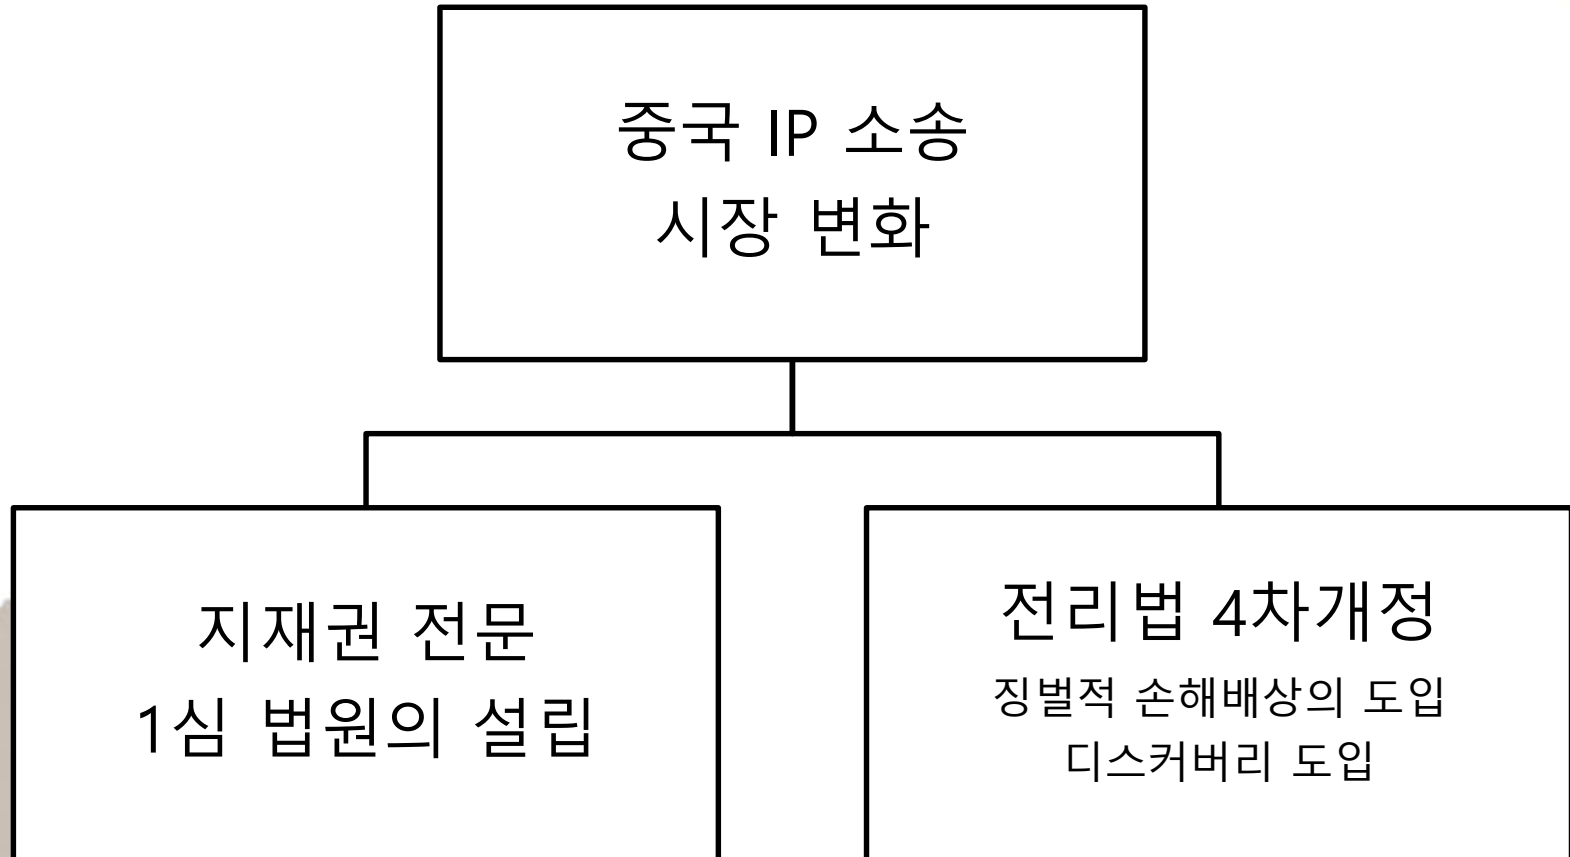 중국 IP 소송
시장 변화
지재권 전문
1심 법원의 설립
전리법 4차개정
징벌적 손해배상의 도입
디스커버리 도입